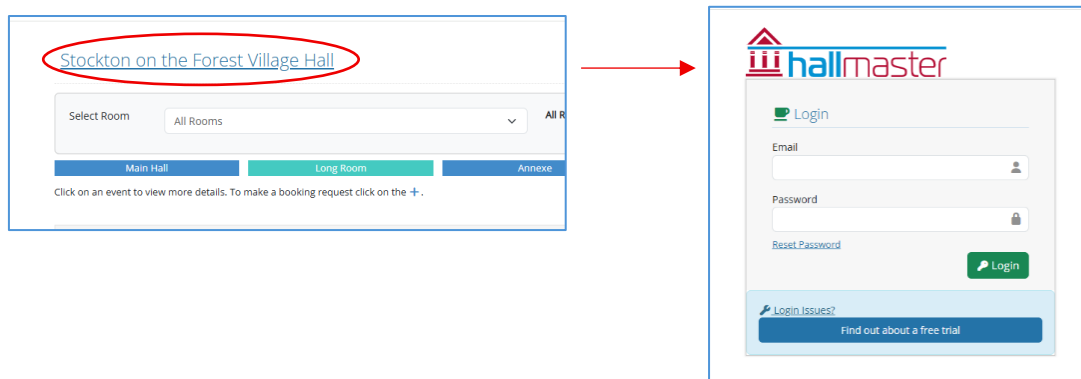 Stockton on the Forest Village Hall
Select Room
All Rooms
All R
Main Hall
Long Room
Annexe
Click on an event to view more details. To make a booking request click on the + .
hallmaster
Login
Email
Password
Reset Password
Login
Login Issues?
Find out about a free trial